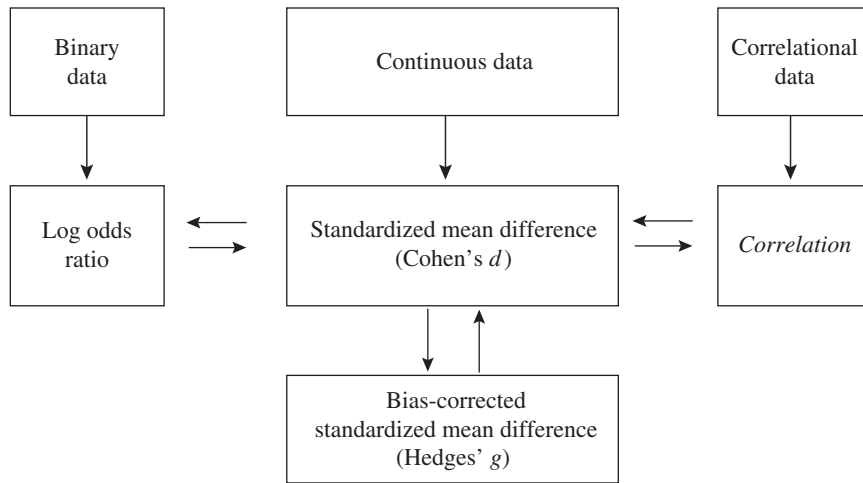 Binary
data
Continuous data
Correlational
data
Log odds
ratio
Standardized mean difference
(Cohen's d)
Correlation
Bias-corrected
standardized mean difference
(Hedges' g)